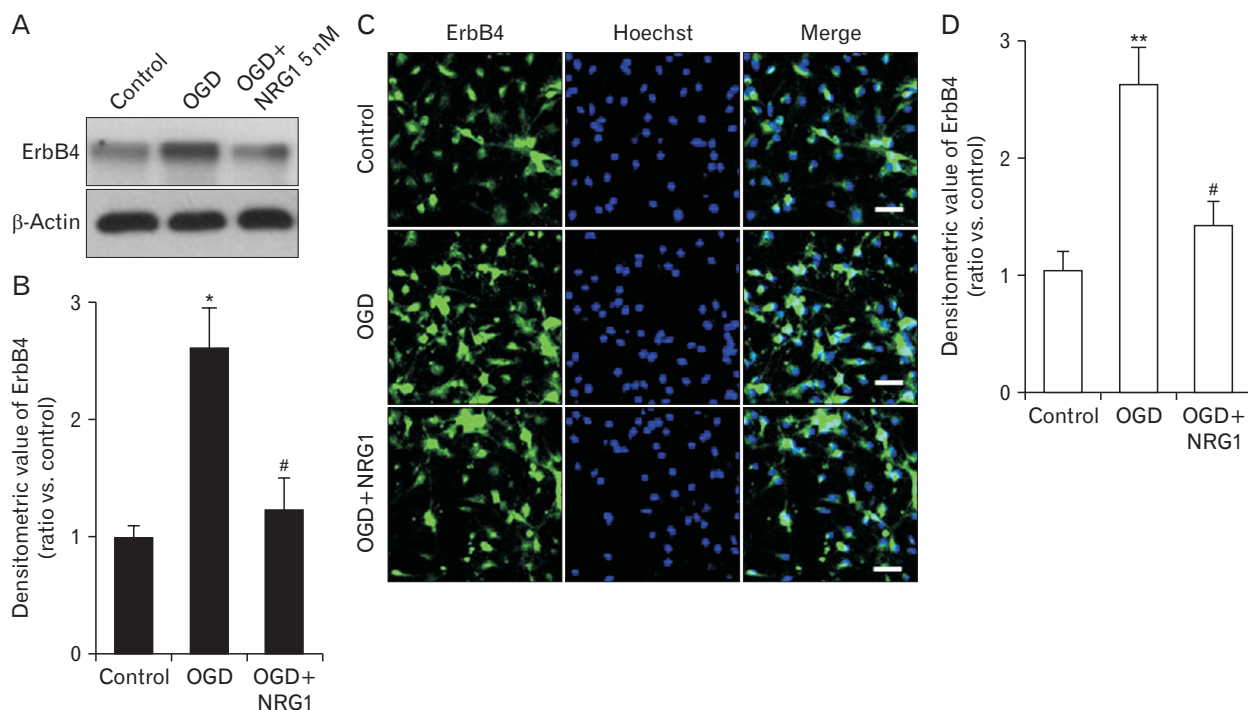 A
Control
OGD
OGD+
NRG1 5 nM
ErbB4
β-Actin
B
Densitometric value of ErbB4
(ratio vs. control)
3
2
1
0
*
#
Control
OGD
OGD+
NRG1
C
ErbB4
Hoechst
Merge
Control
OGD
OGD+NRG1
D
Densitometric value of ErbB4
(ratio vs. control)
3
2
1
0
**
#
Control
OGD
OGD+
NRG1